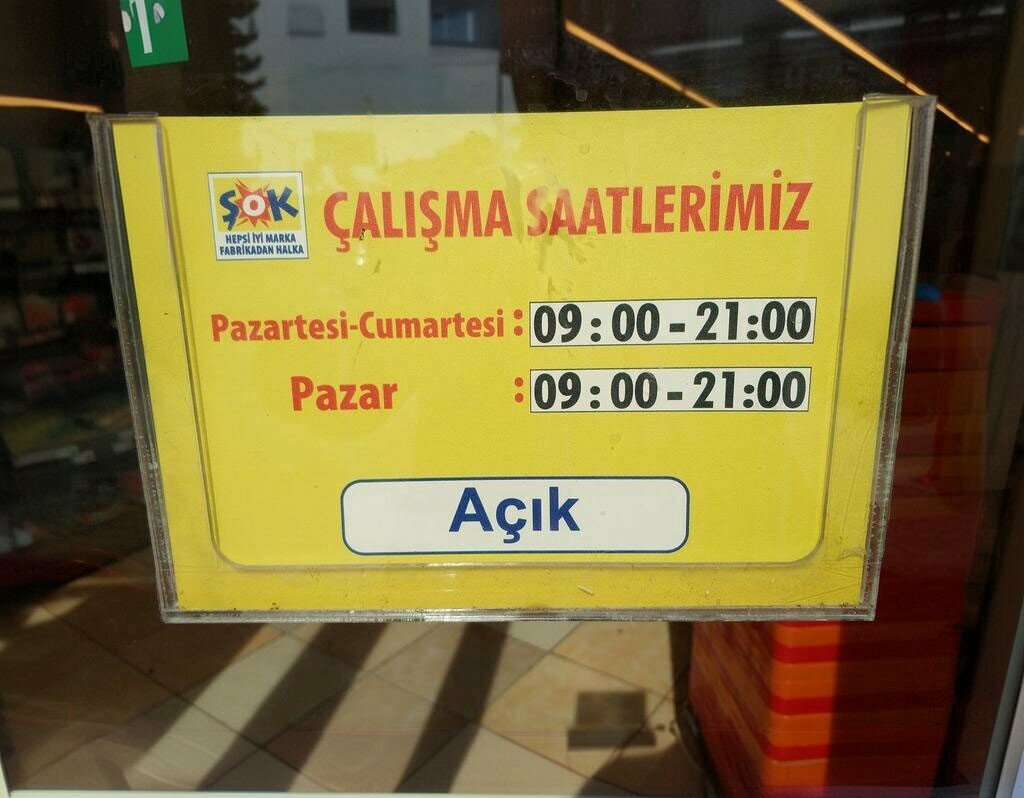 ŞOK
HEPSİ İYİ MARKA
FABRİKADAN HALKA
ÇALIŞMA SAATLERİMİZ
Pazartesi-Cumartesi : 09:00-21:00
Pazar : 09:00-21:00
Açık